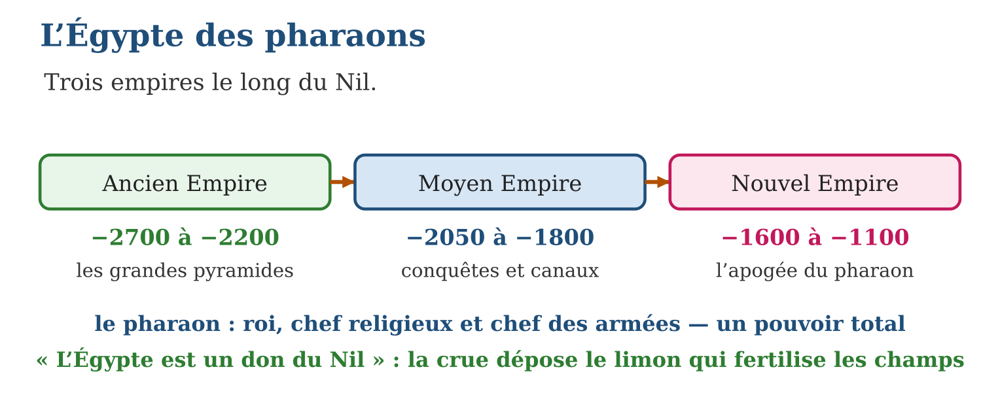 L’Égypte des pharaons
Trois empires le long du Nil.
Ancien Empire
Moyen Empire
Nouvel Empire
−2700 à −2200
−2050 à −1800
−1600 à −1100
les grandes pyramides
conquêtes et canaux
l’apogée du pharaon
le pharaon : roi, chef religieux et chef des armées — un pouvoir total
« L’Égypte est un don du Nil » : la crue dépose le limon qui fertilise les champs